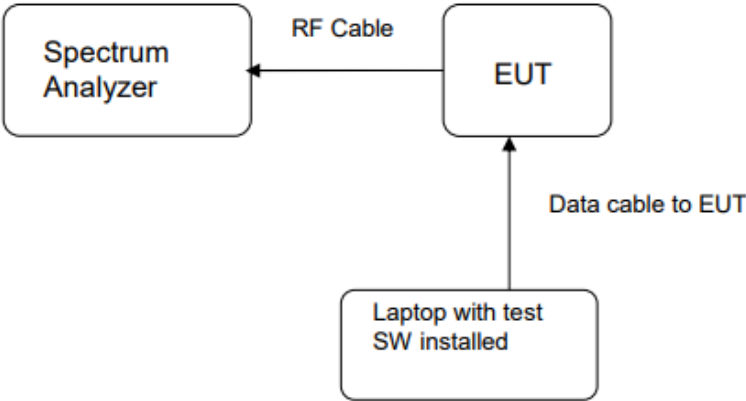 RF Cable
Spectrum
Analyzer
EUT
Data cable to EUT
Laptop with test
SW installed